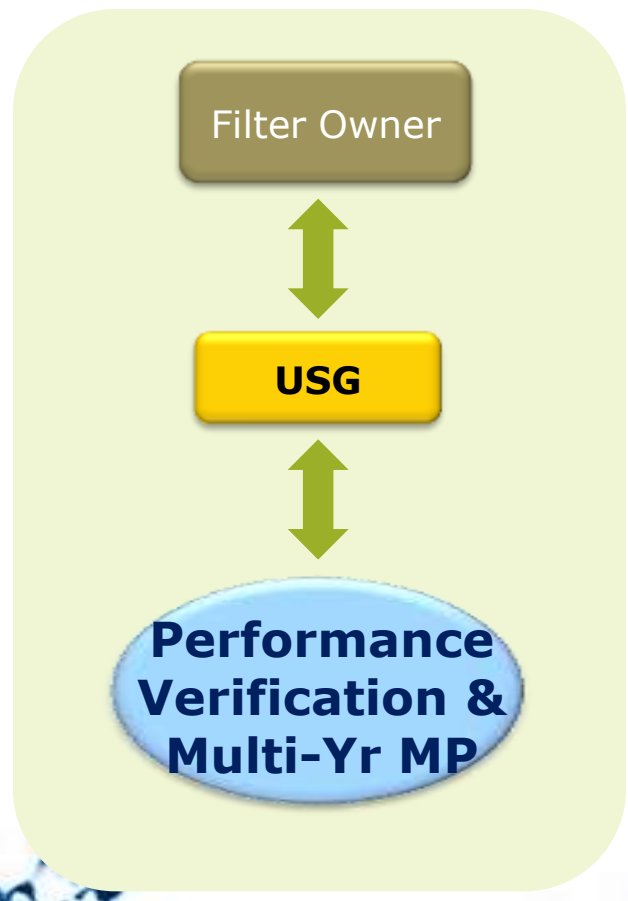 Filter Owner
USG
Performance
Verification &
Multi-Yr MP